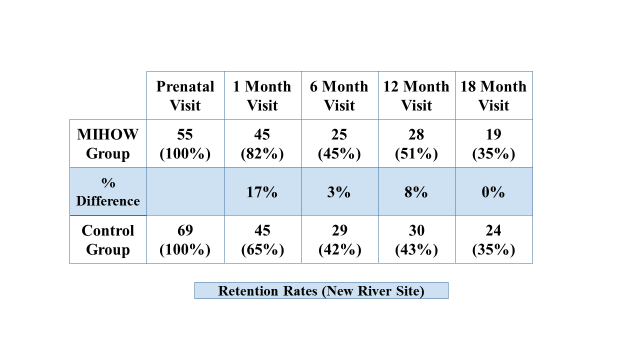 Prenatal Visit 1 Month Visit 6 Month Visit 12 Month Visit 18 Month Visit
MIHOW Group 55 (100%) 45 (82%) 25 (45%) 28 (51%) 19 (35%)
% Difference 17% 3% 8% 0%
Control Group 69 (100%) 45 (65%) 29 (42%) 30 (43%) 24 (35%)
Retention Rates (New River Site)